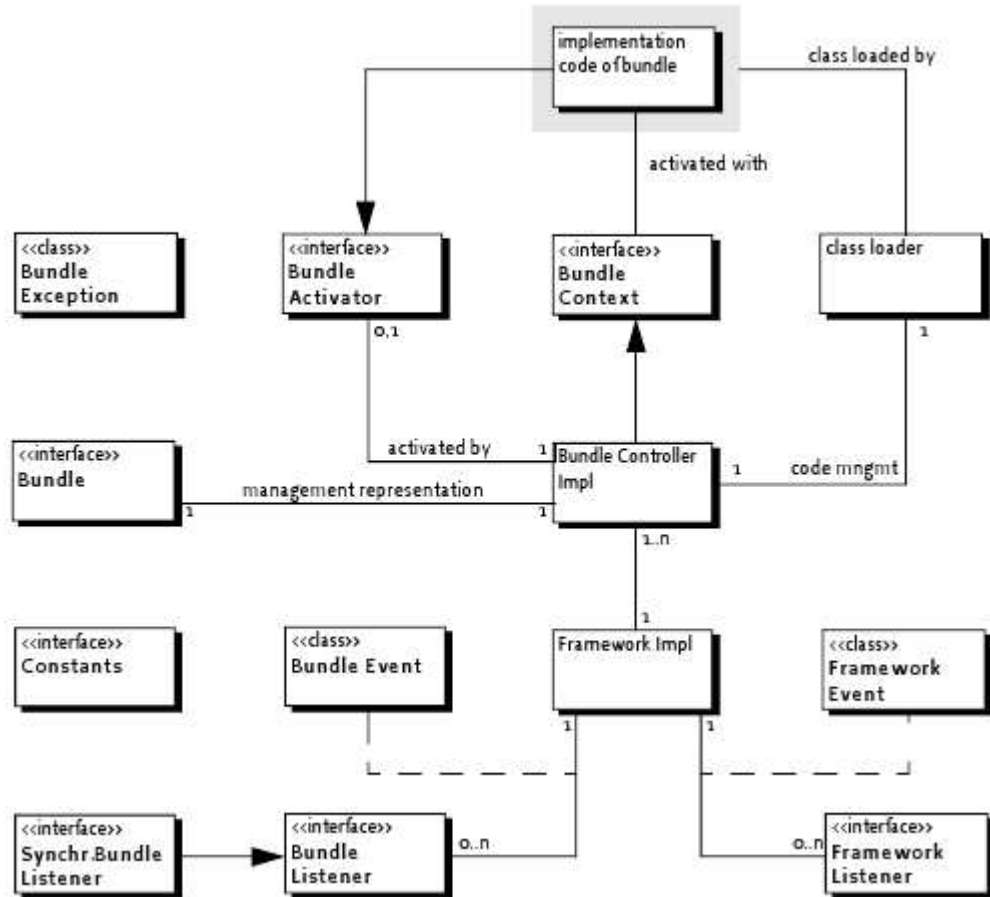 implementation
code of bundle
class loaded by
activated with
<<class>>
Bundle
Exception
<<interface>>
Bundle
Activator
<<interface>>
Bundle
Context
class loader
0,1
1
<<interface>>
Bundle
activated by
1
Bundle Controller
Impl
1
code mngmt
management representation
1
1
1..n
1
<<interface>>
Constants
<<class>>
Bundle Event
Framework Impl
<<class>>
Framework
Event
1
1
<<interface>>
Synchr.Bundle
Listener
<<interface>>
Bundle
Listener
0..n
0..n
<<interface>>
Framework
Listener